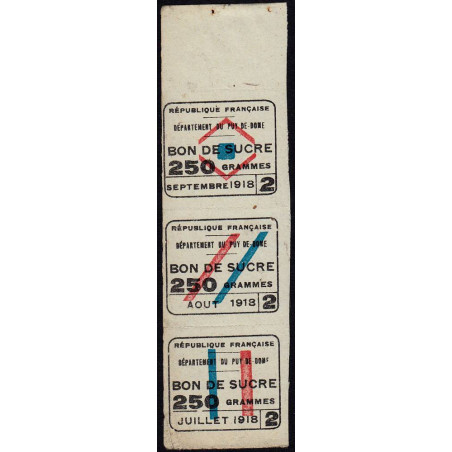 RÉPUBLIQUE FRANÇAISE
DÉPARTEMENT DU PUY-DE-DOME
BON DE SUCRE
250 GRAMMES
SEPTEMBRE 1918 2
RÉPUBLIQUE FRANÇAISE
DÉPARTEMENT DU PUY-DE-DOME
BON DE SUCRE
250 GRAMMES
AOUT 1918 2
RÉPUBLIQUE FRANÇAISE
DÉPARTEMENT DU PUY-DE-DOME
BON DE SUCRE
250 GRAMMES
JUILLET 1918 2